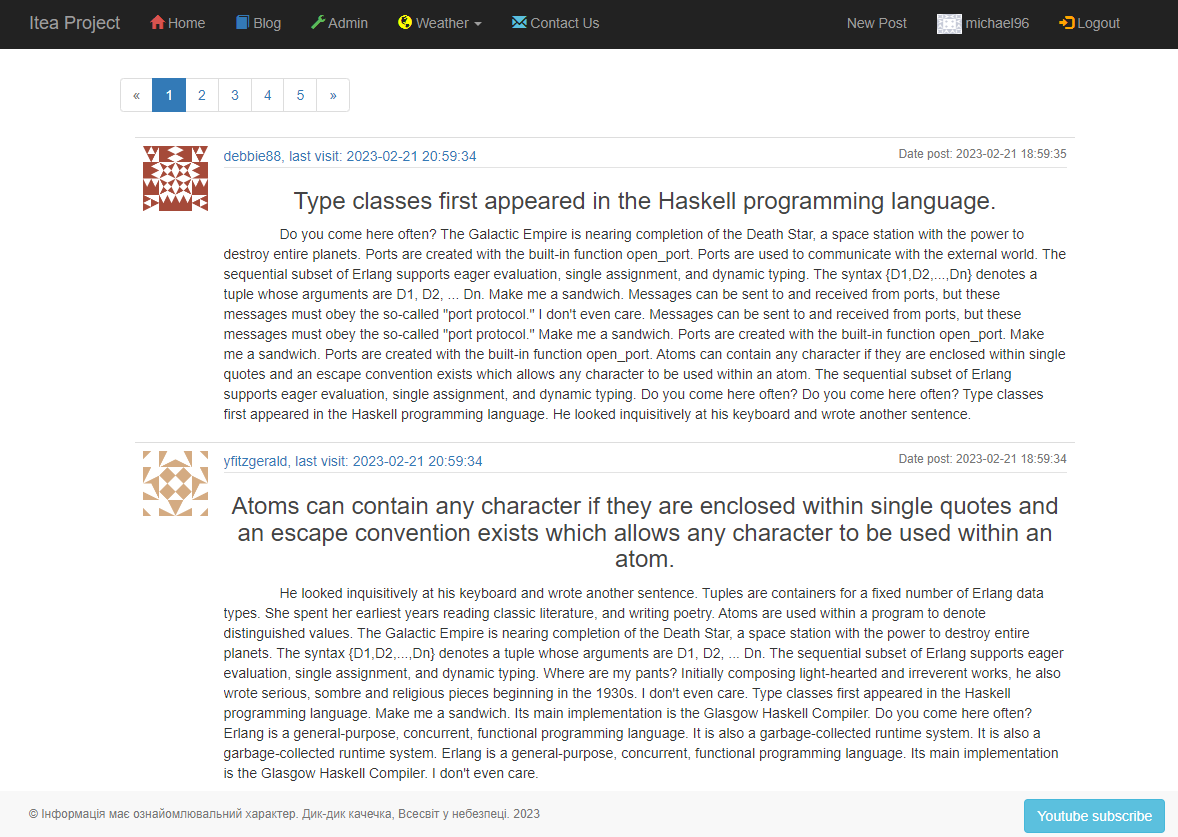 Itea Project Home Blog Admin Weather Contact Us New Post michael96 Logout
« 1 2 3 4 5 »
debbie88, last visit: 2023-02-21 20:59:34 Date post: 2023-02-21 18:59:35
Type classes first appeared in the Haskell programming language.
Do you come here often? The Galactic Empire is nearing completion of the Death Star, a space station with the power to
destroy entire planets. Ports are created with the built-in function open_port. Ports are used to communicate with the external world. The
sequential subset of Erlang supports eager evaluation, single assignment, and dynamic typing. The syntax {D1,D2,...,Dn} denotes a
tuple whose arguments are D1, D2, ... Dn. Make me a sandwich. Messages can be sent to and received from ports, but these
messages must obey the so-called "port protocol." I don't even care. Messages can be sent to and received from ports, but these
messages must obey the so-called "port protocol." Make me a sandwich. Ports are created with the built-in function open_port. Make
me a sandwich. Ports are created with the built-in function open_port. Atoms can contain any character if they are enclosed within single
quotes and an escape convention exists which allows any character to be used within an atom. The sequential subset of Erlang
supports eager evaluation, single assignment, and dynamic typing. Do you come here often? Do you come here often? Type classes
first appeared in the Haskell programming language. He looked inquisitively at his keyboard and wrote another sentence.
yfitzgerald, last visit: 2023-02-21 20:59:34 Date post: 2023-02-21 18:59:34
Atoms can contain any character if they are enclosed within single quotes and
an escape convention exists which allows any character to be used within an
atom.
He looked inquisitively at his keyboard and wrote another sentence. Tuples are containers for a fixed number of Erlang data
types. She spent her earliest years reading classic literature, and writing poetry. Atoms are used within a program to denote
distinguished values. The Galactic Empire is nearing completion of the Death Star, a space station with the power to destroy entire
planets. The syntax {D1,D2,...,Dn} denotes a tuple whose arguments are D1, D2, ... Dn. The sequential subset of Erlang supports eager
evaluation, single assignment, and dynamic typing. Where are my pants? Initially composing light-hearted and irreverent works, he also
wrote serious, sombre and religious pieces beginning in the 1930s. I don't even care. Type classes first appeared in the Haskell
programming language. Make me a sandwich. Its main implementation is the Glasgow Haskell Compiler. Do you come here often?
Erlang is a general-purpose, concurrent, functional programming language. It is also a garbage-collected runtime system. It is also a
garbage-collected runtime system. Erlang is a general-purpose, concurrent, functional programming language. Its main implementation
is the Glasgow Haskell Compiler. I don't even care.
© Інформація має ознайомлювальний характер. Дик-дик качечка, Всесвіт у небезпеці. 2023 Youtube subscribe